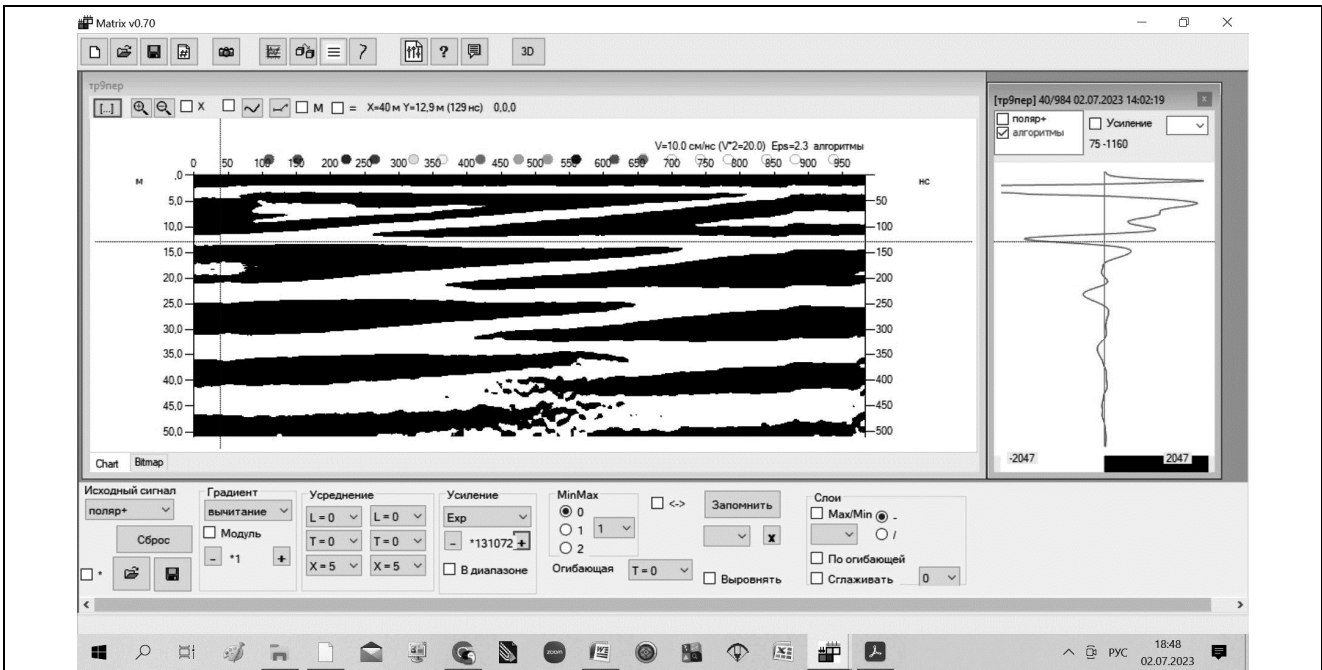 Matrix v0.70
3D
тр9пер
[...] X М = X=40 м Y=12,9 м (129 нс) 0,0,0
V=10.0 см/нс (V*2=20.0) Eps=2.3 алгоритмы
0 50 100 150 200 250 300 350 400 450 500 550 600 650 700 750 800 850 900 950
м
нс
,0
5,0
10,0
15,0
20,0
25,0
30,0
35,0
40,0
45,0
50,0
50
100
150
200
250
300
350
400
450
500
Chart Bitmap
[тр9пер] 40/984 02.07.2023 14:02:19 x
поляр+
алгоритмы
Усиление
75 -1160
-2047 2047
Исходный сигнал
поляр+
Сброс
*
Градиент
вычитание
Модуль
- *1 +
Усреднение
L = 0 L = 0
T = 0 T = 0
X = 5 X = 5
Усиление
Exp
- *131072 +
В диапазоне
MinMax
0
1 1
2
Огибающая T = 0
<->
Запомнить
x
Выровнять
Слои
Max/Min -
/
По огибающей
Сглаживать 0
zoom
РУС
18:48
02.07.2023